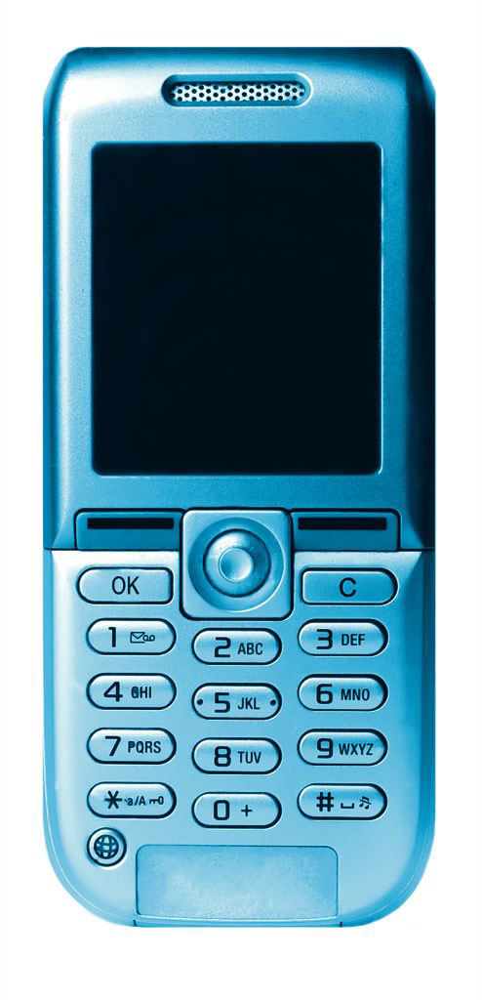 OK C
1 2 ABC 3 DEF
4 GHI 5 JKL 6 MNO
7 PQRS 8 TUV 9 WXYZ
* a/A 0 + #